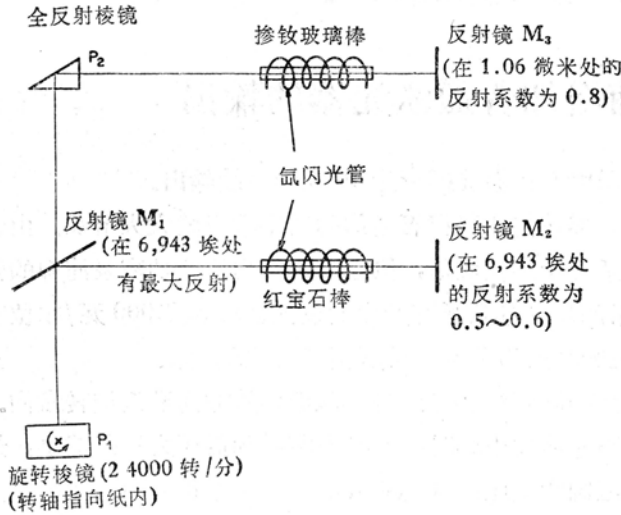 全反射棱镜
P₂
掺钕玻璃棒
反射镜 M₃
(在 1.06 微米处的
反射系数为 0.8)
氙闪光管
反射镜 M₁
(在 6,943 埃处
有最大反射)
红宝石棒
反射镜 M₂
(在 6,943 埃处
的反射系数为
0.5～0.6)
P₁
旋转梭镜(2 4000 转/分)
(转轴指向纸内)